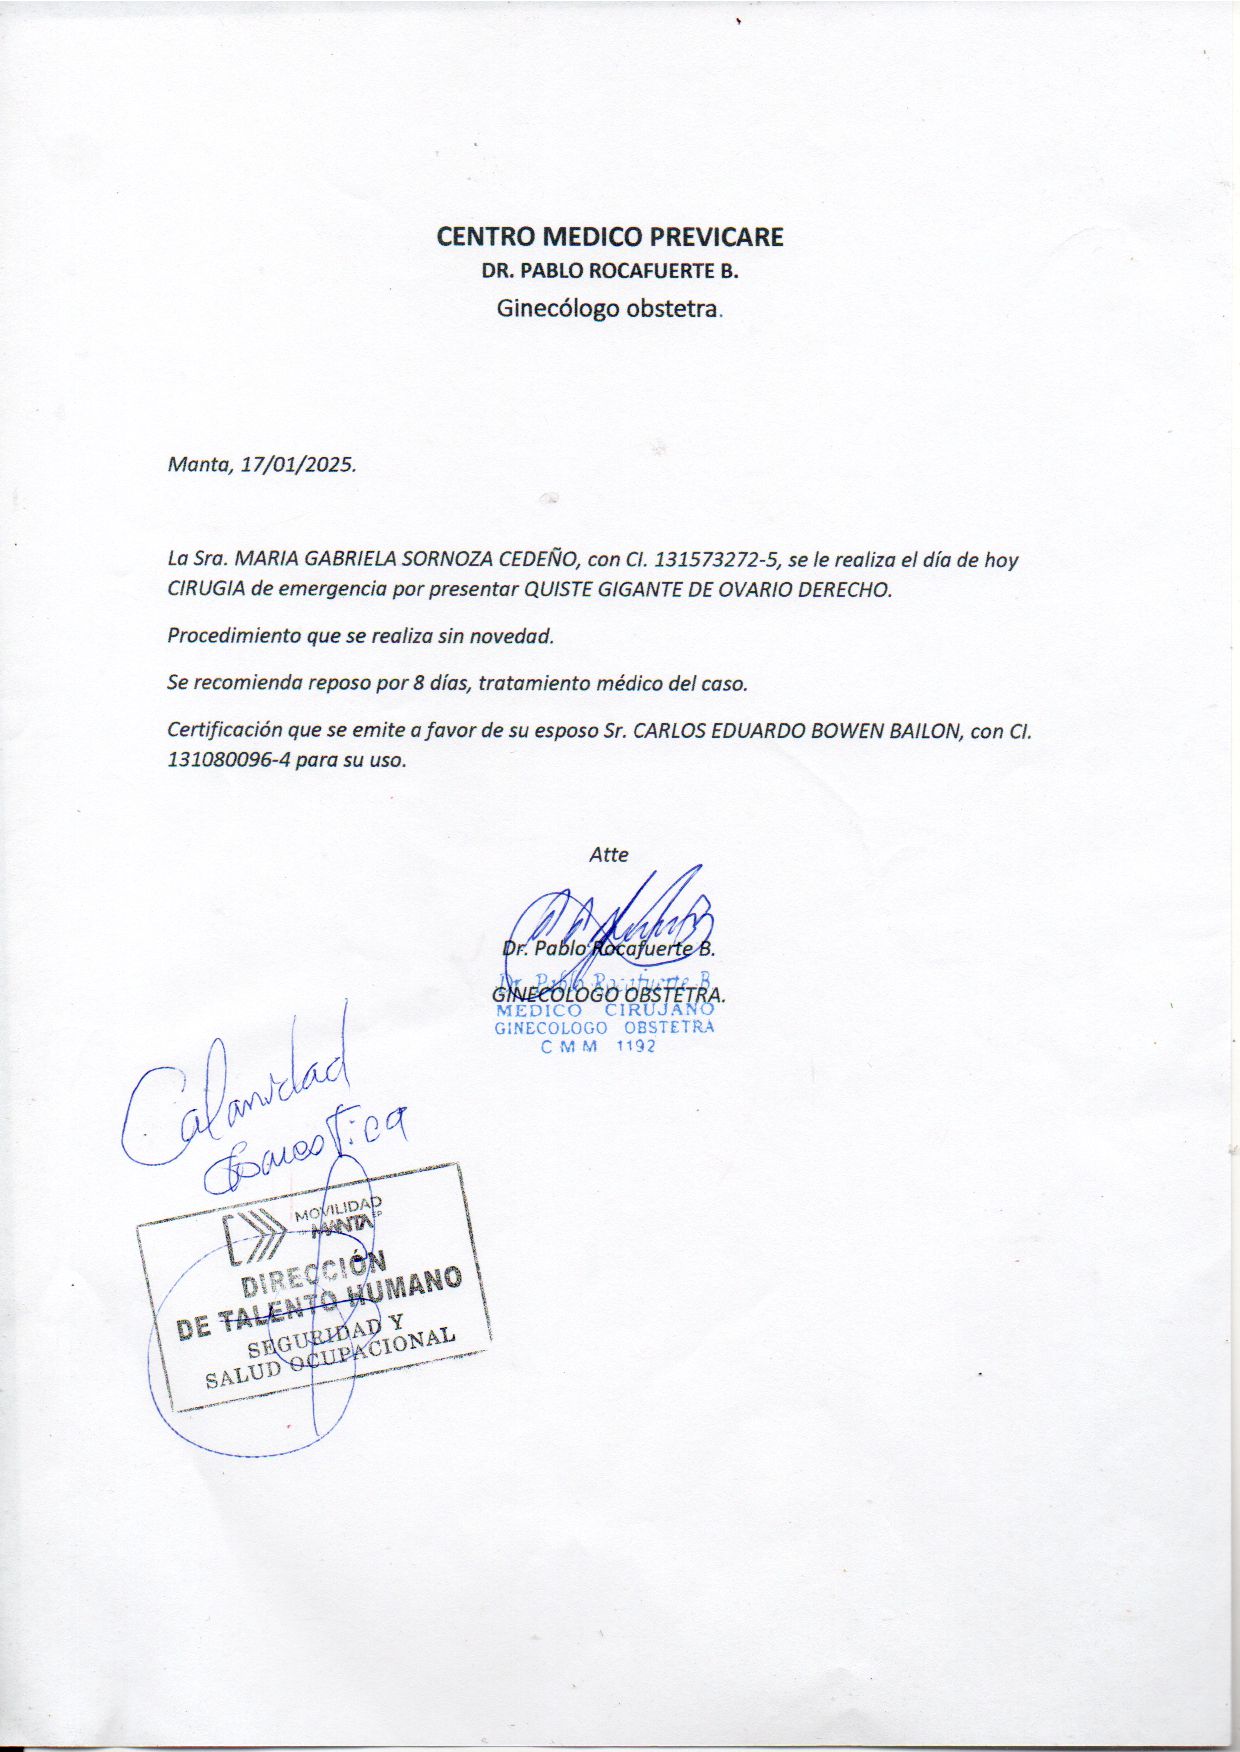 CENTRO MEDICO PREVICARE
DR. PABLO ROCAFUERTE B.
Ginecólogo obstetra.
Manta, 17/01/2025.
La Sra. MARIA GABRIELA SORNOZA CEDEÑO, con CI. 131573272-5, se le realiza el día de hoy
CIRUGIA de emergencia por presentar QUISTE GIGANTE DE OVARIO DERECHO.
Procedimiento que se realiza sin novedad.
Se recomienda reposo por 8 días, tratamiento médico del caso.
Certificación que se emite a favor de su esposo Sr. CARLOS EDUARDO BOWEN BAILON, con CI.
131080096-4 para su uso.
Atte
Dr. Pablo Rocafuerte B.
Dr. Pablo Rocafuerte B.
GINECOLOGO OBSTETRA.
MEDICO CIRUJANO
GINECOLOGO OBSTETRA
C M M 1192
Calamidad
Domestica
MOVILIDAD
MANTA EP
DIRECCIÓN
DE TALENTO HUMANO
SEGURIDAD Y
SALUD OCUPACIONAL